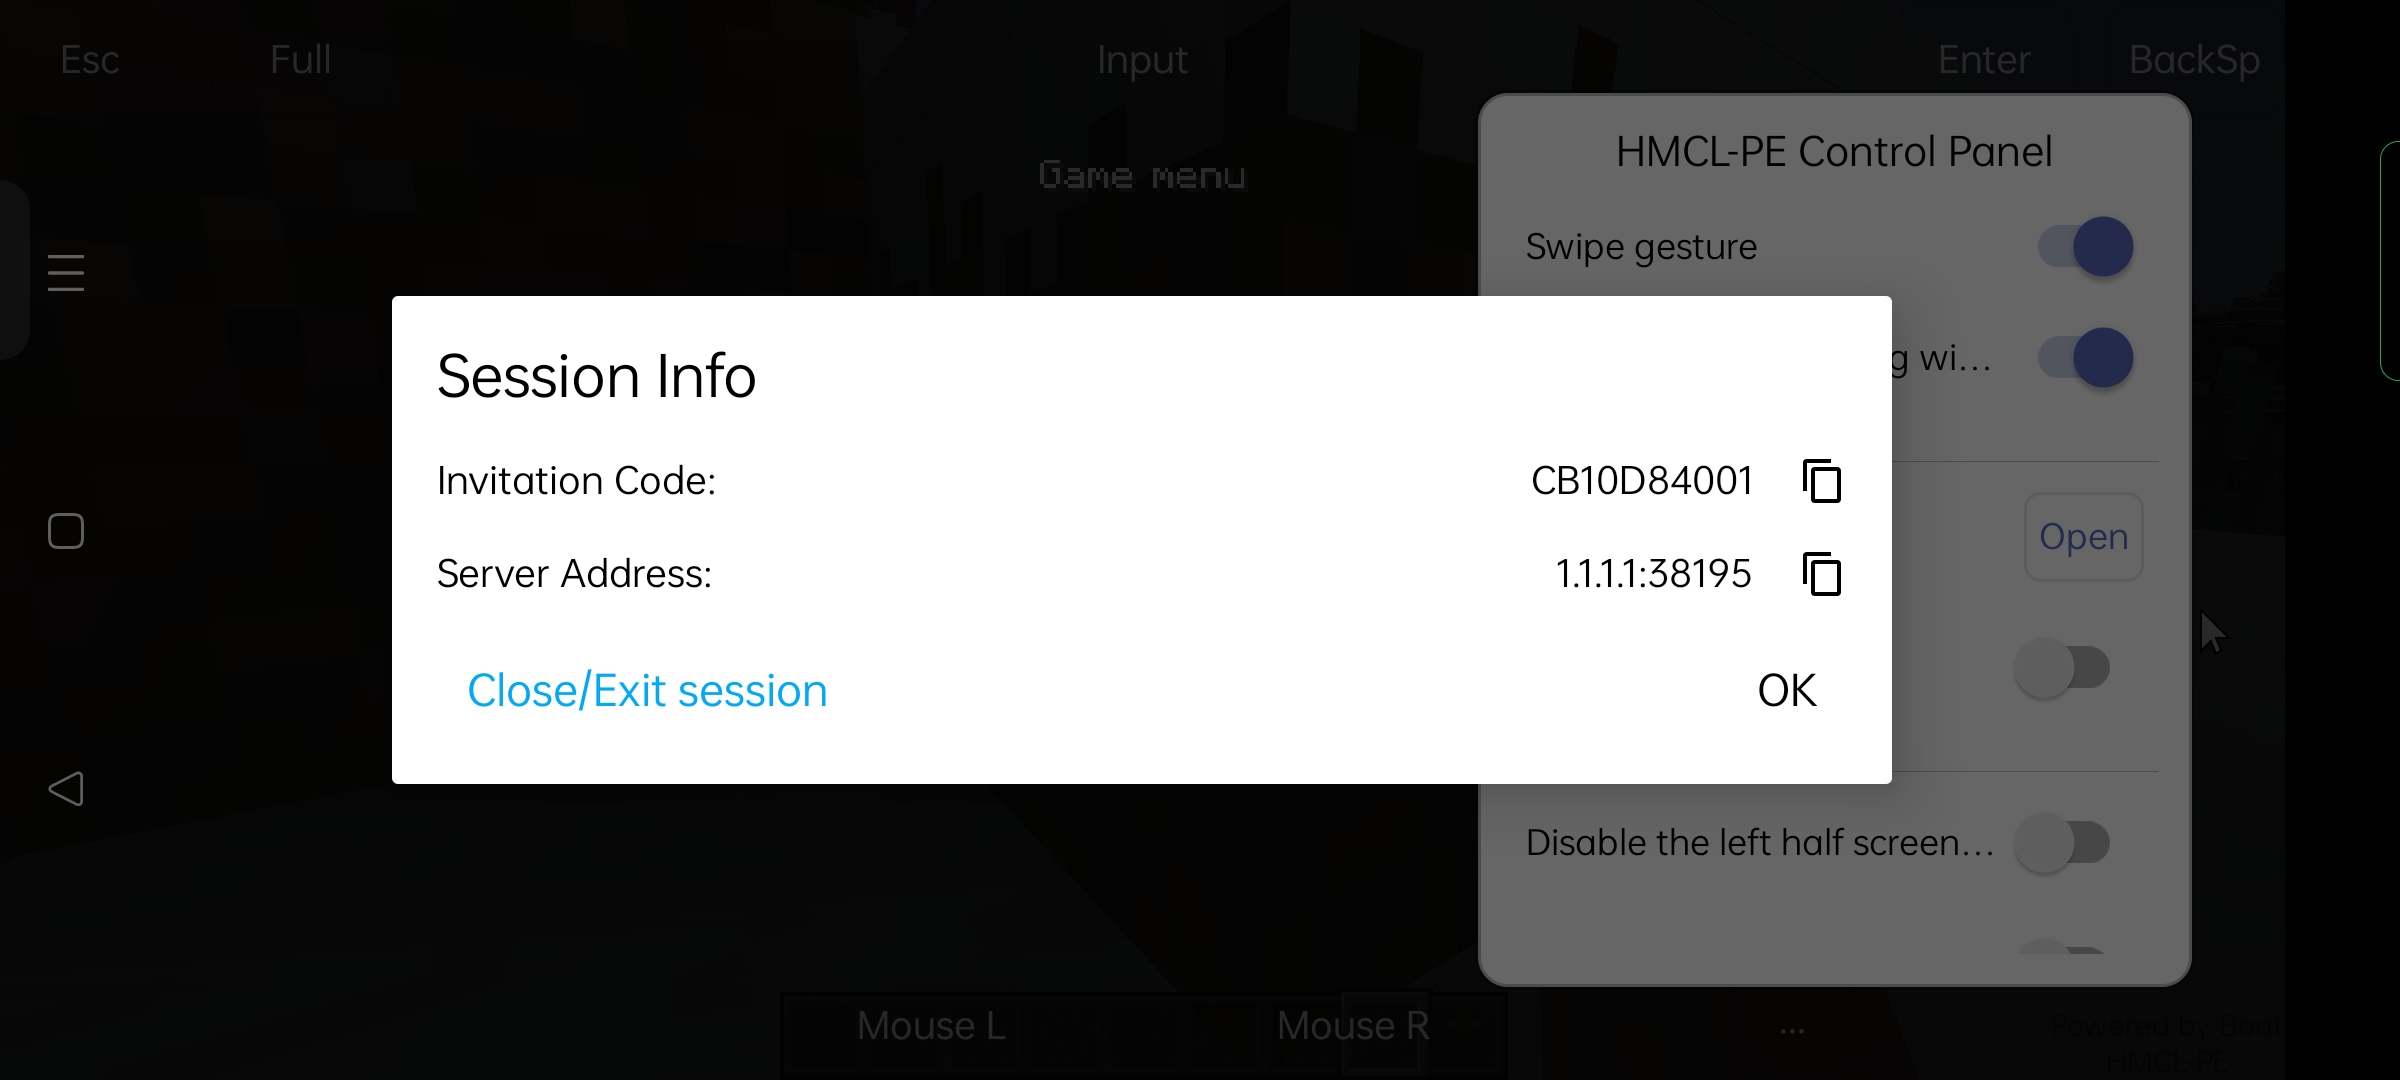 Esc Full Input Enter BackSp
HMCL-PE Control Panel
Game menu
Swipe gesture
g wi...
Session Info
Invitation Code: CB10D84001
Open
Server Address: 1.1.1.1:38195
Close/Exit session OK
Disable the left half screen...
Mouse L Mouse R ...
Powered by Boat
HMCL-PE